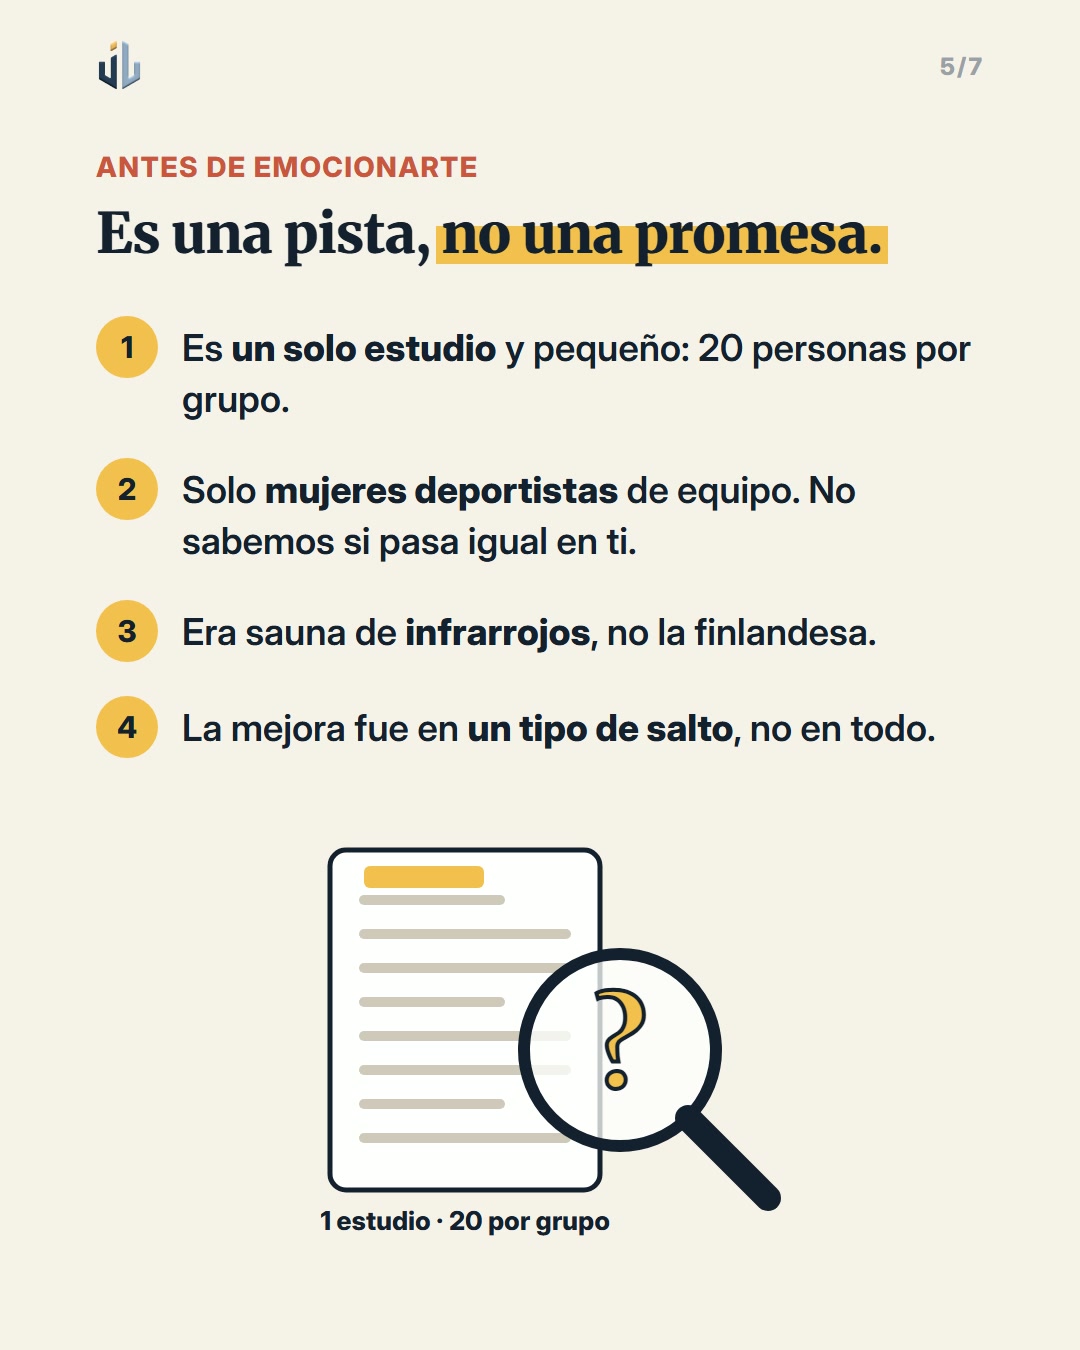 5/7
ANTES DE EMOCIONARTE
Es una pista, no una promesa.
1 Es un solo estudio y pequeño: 20 personas por
grupo.
2 Solo mujeres deportistas de equipo. No
sabemos si pasa igual en ti.
3 Era sauna de infrarrojos, no la finlandesa.
4 La mejora fue en un tipo de salto, no en todo.
?
1 estudio · 20 por grupo